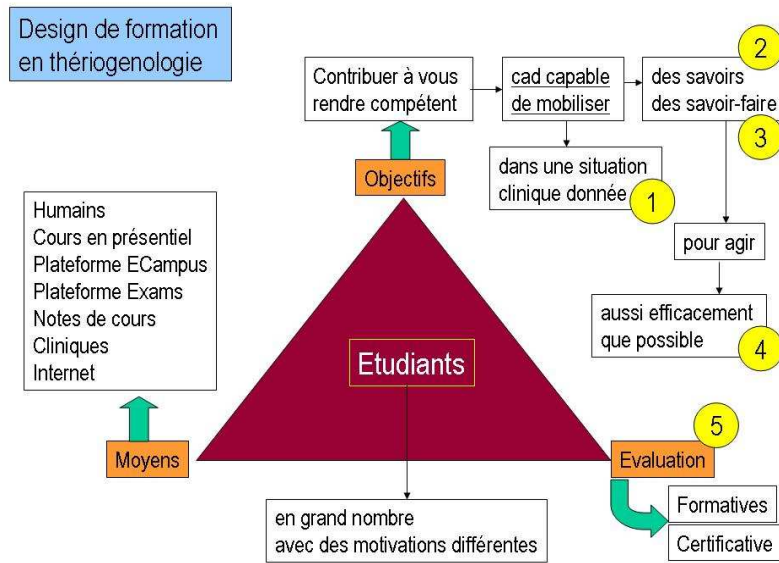 Design de formation
en thériogenologie
Contribuer à vous
rendre compétent
cad capable
de mobiliser
des savoirs
des savoir-faire
2
3
dans une situation
clinique donnée
1
Objectifs
pour agir
aussi efficacement
que possible
4
Humains
Cours en présentiel
Plateforme ECampus
Plateforme Exams
Notes de cours
Cliniques
Internet
Moyens
Etudiants
en grand nombre
avec des motivations différentes
5
Evaluation
Formatives
Certificative